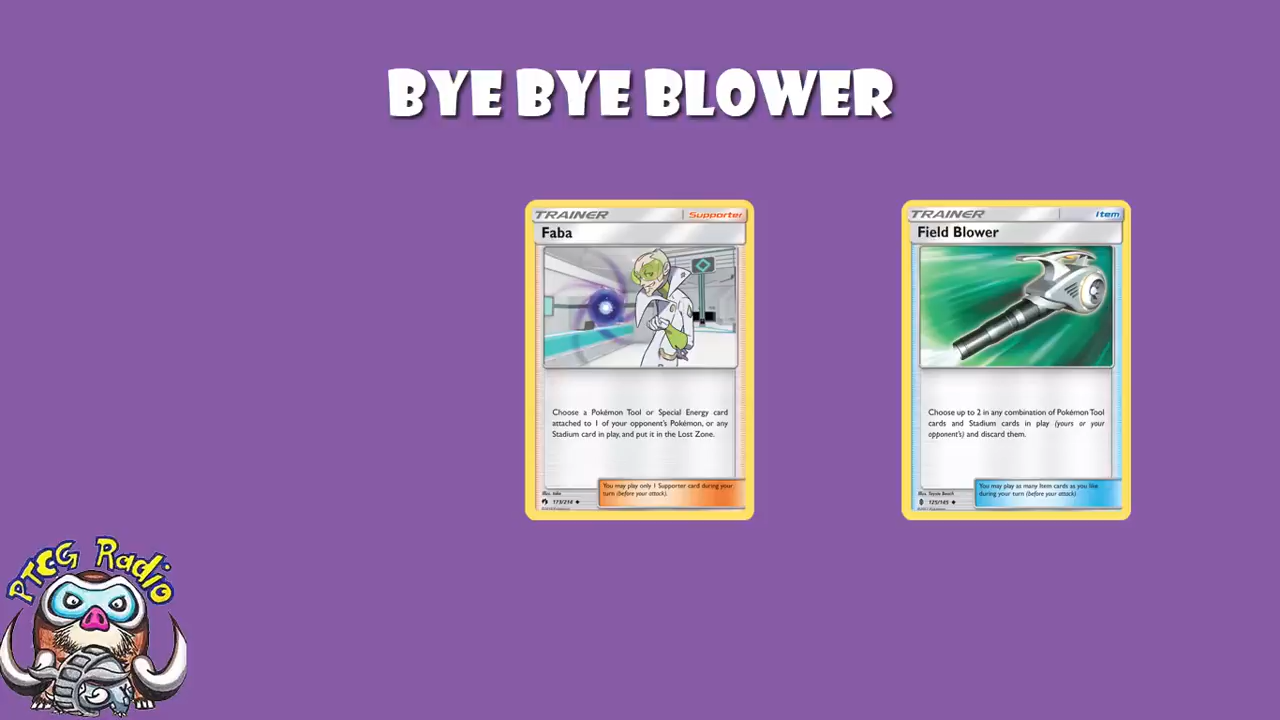 BYE BYE BLOWER
TRAINER
Supporter
Faba
Choose a Pokémon Tool or Special Energy card
attached to 1 of your opponent's Pokémon, or any
Stadium card in play, and put it in the Lost Zone.
You may play only 1 Supporter card during your
turn (before your attack).
173/214
TRAINER
Item
Field Blower
Choose up to 2 in any combination of Pokémon Tool
cards and Stadium cards in play (yours or your
opponent's) and discard them.
You may play as many Item cards as you like
during your turn (before your attack).
125/145
PTCG Radio